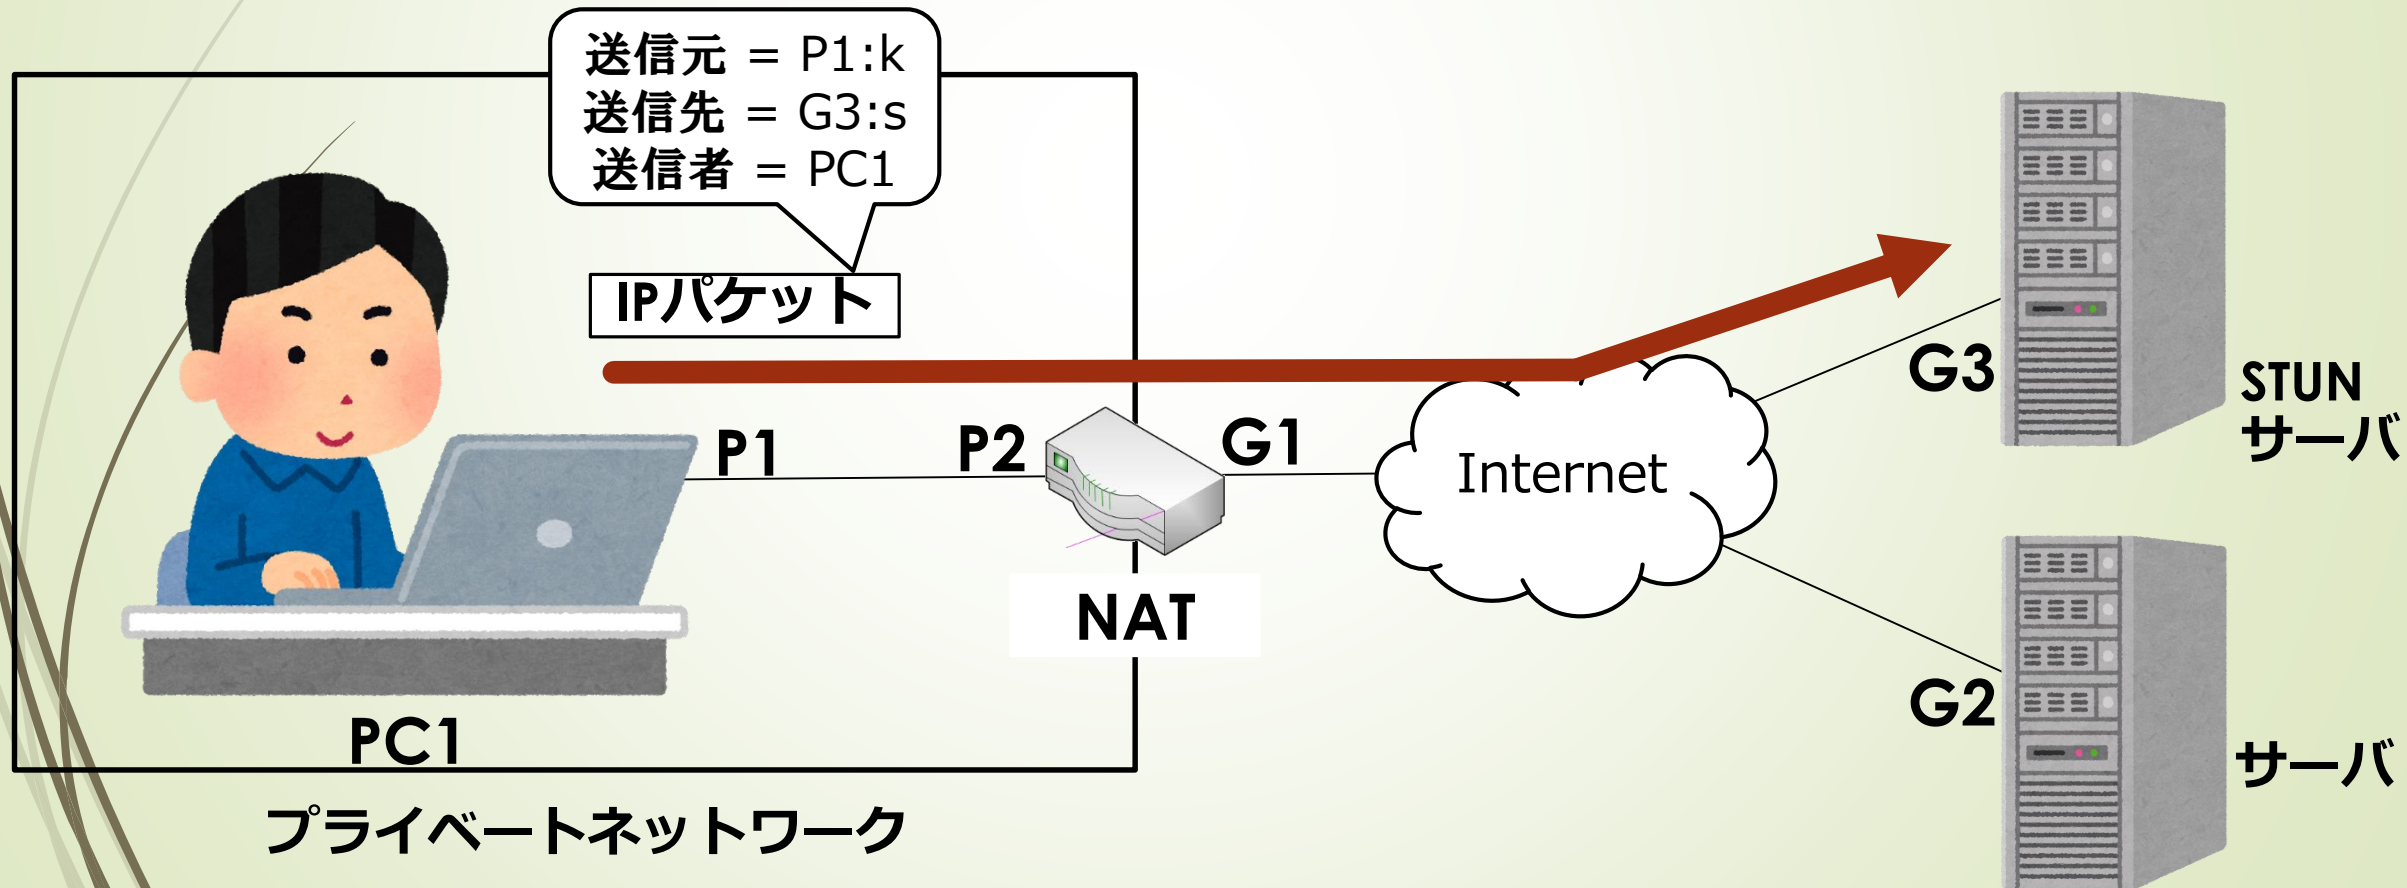 送信元 = P1:k
送信先 = G3:s
送信者 = PC1
IPパケット
P1
P2
G1
Internet
G3
STUN
サーバ
NAT
G2
サーバ
PC1
プライベートネットワーク